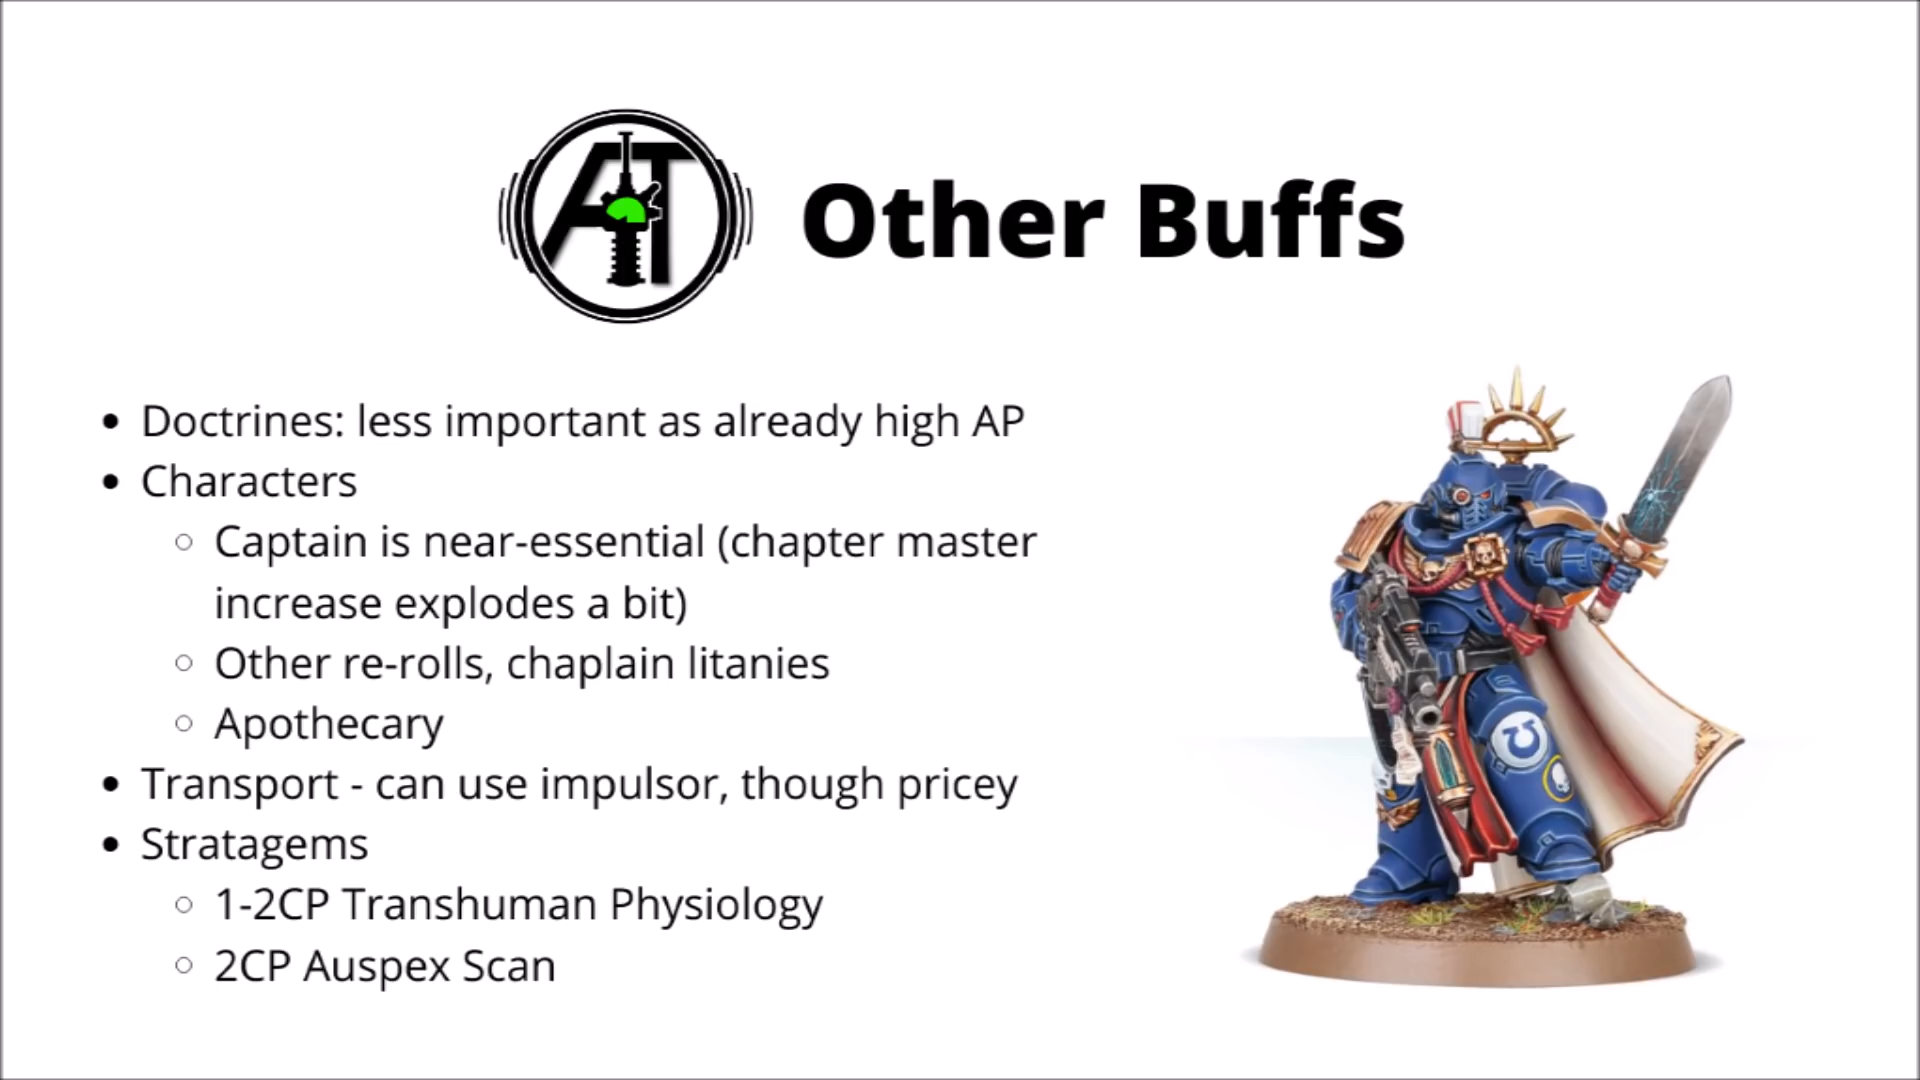 AT
Other Buffs
Doctrines: less important as already high AP
Characters
Captain is near-essential (chapter master
increase explodes a bit)
Other re-rolls, chaplain litanies
Apothecary
Transport - can use impulsor, though pricey
Stratagems
1-2CP Transhuman Physiology
2CP Auspex Scan